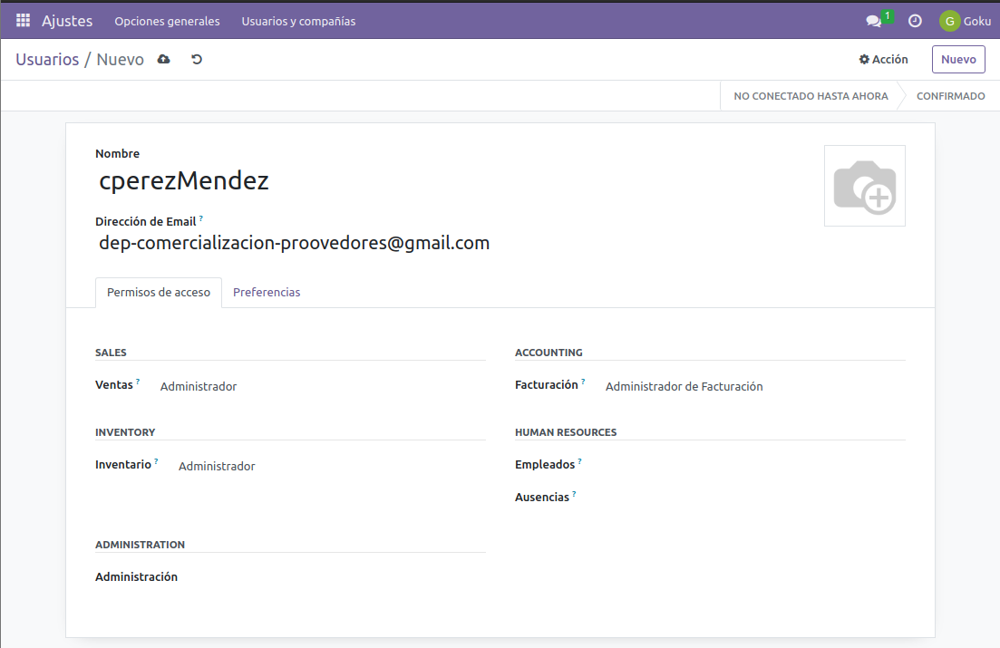 Ajustes Opciones generales Usuarios y compañías 1 G Goku
Usuarios / Nuevo Acción Nuevo
NO CONECTADO HASTA AHORA CONFIRMADO
Nombre
cperezMendez
Dirección de Email ?
dep-comercializacion-proovedores@gmail.com
Permisos de acceso Preferencias
SALES ACCOUNTING
Ventas ? Administrador Facturación ? Administrador de Facturación
INVENTORY HUMAN RESOURCES
Inventario ? Administrador Empleados ?
Ausencias ?
ADMINISTRATION
Administración